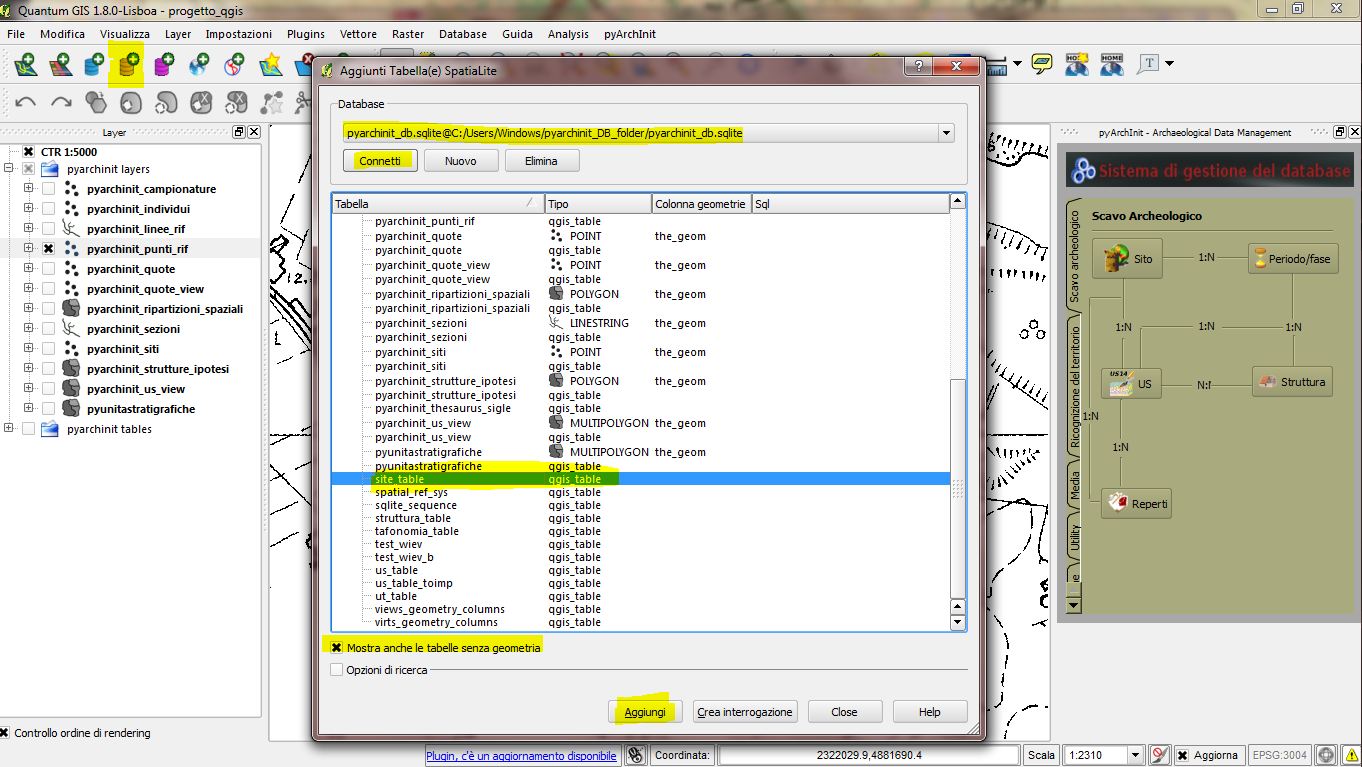 Quantum GIS 1.8.0-Lisboa - progetto_qgis
File Modifica Visualizza Layer Impostazioni Plugins Vettore Raster Database Guida Analysis pyArchInit
Layer
CTR 1:5000
pyarchinit layers
pyarchinit_campionature
pyarchinit_individui
pyarchinit_linee_rif
pyarchinit_punti_rif
pyarchinit_quote
pyarchinit_quote_view
pyarchinit_ripartizioni_spaziali
pyarchinit_sezioni
pyarchinit_siti
pyarchinit_strutture_ipotesi
pyarchinit_us_view
pyunitastratigrafiche
pyarchinit tables
Controllo ordine di rendering
Aggiunti Tabella(e) SpatiaLite
Database
pyarchinit_db.sqlite@C:/Users/Windows/pyarchinit_DB_folder/pyarchinit_db.sqlite
Connetti Nuovo Elimina
Tabella Tipo Colonna geometrie Sql
pyarchinit_punti_rif qgis_table
pyarchinit_quote POINT the_geom
pyarchinit_quote qgis_table
pyarchinit_quote_view POINT the_geom
pyarchinit_quote_view qgis_table
pyarchinit_ripartizioni_spaziali POLYGON the_geom
pyarchinit_ripartizioni_spaziali qgis_table
pyarchinit_sezioni LINESTRING the_geom
pyarchinit_sezioni qgis_table
pyarchinit_siti POINT the_geom
pyarchinit_siti qgis_table
pyarchinit_strutture_ipotesi POLYGON the_geom
pyarchinit_strutture_ipotesi qgis_table
pyarchinit_thesaurus_sigle qgis_table
pyarchinit_us_view MULTIPOLYGON the_geom
pyarchinit_us_view qgis_table
pyunitastratigrafiche MULTIPOLYGON the_geom
pyunitastratigrafiche qgis_table
site_table qgis_table
spatial_ref_sys qgis_table
sqlite_sequence qgis_table
struttura_table qgis_table
tafonomia_table qgis_table
test_wiev qgis_table
test_wiev_b qgis_table
us_table qgis_table
us_table_toimp qgis_table
ut_table qgis_table
views_geometry_columns qgis_table
virts_geometry_columns qgis_table
Mostra anche le tabelle senza geometria
Opzioni di ricerca
Aggiungi Crea interrogazione Close Help
pyArchInit - Archaeological Data Management
Sistema di gestione del database
Scavo archeologico
Ricognizione del territorio
Media
Utility
Scavo Archeologico
Sito 1:N Periodo/fase
1:N 1:N 1:N
US N:N Struttura
1:N
1:N
Reperti
Plugin, c'è un aggiornamento disponibile Coordinata: 2322029.9,4881690.4 Scala 1:2310 Aggiorna EPSG:3004